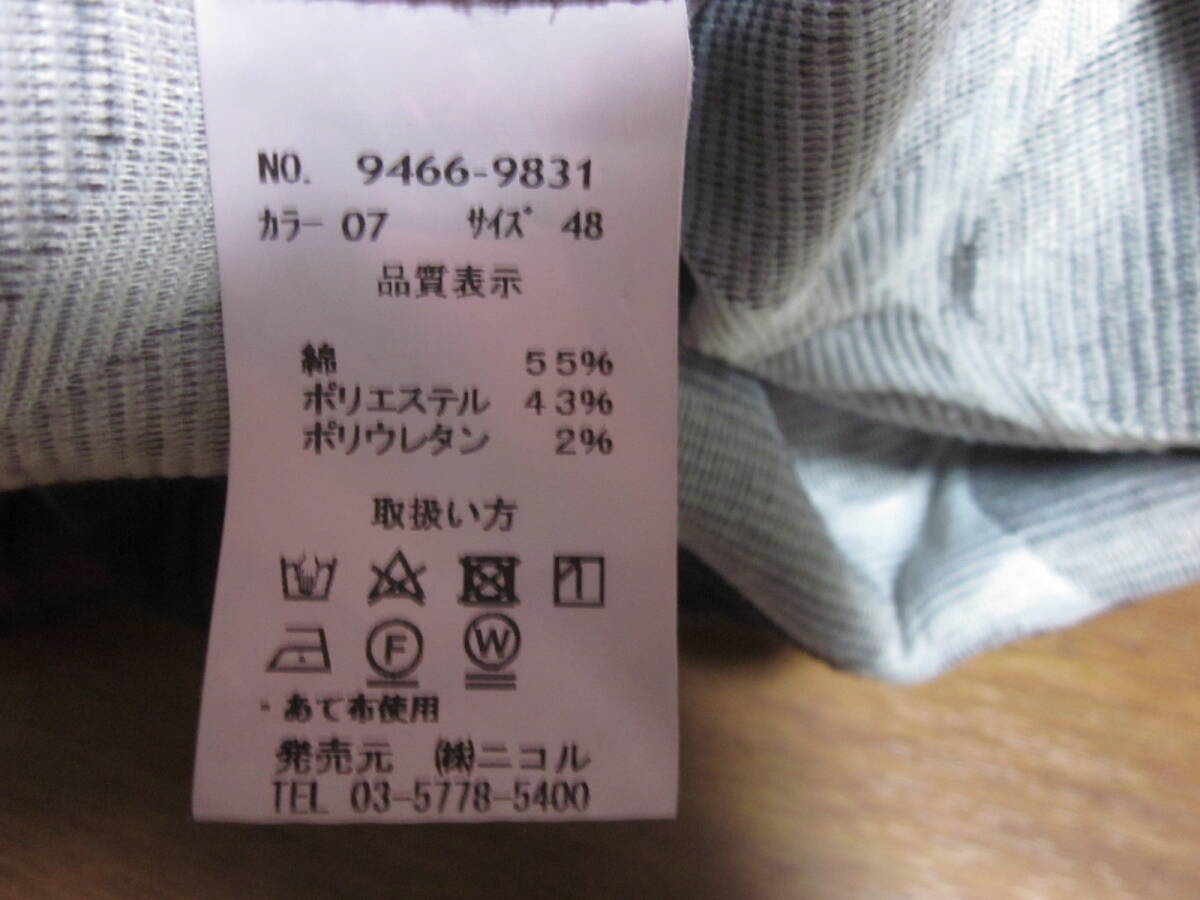 NO. 9466-9831
ｶﾗｰ 07 ｻｲｽﾞ 48
品質表示
綿 55%
ポリエステル 43%
ポリウレタン 2%
取扱い方
F W
・あて布使用
発売元 ㈱ニコル
TEL 03-5778-5400